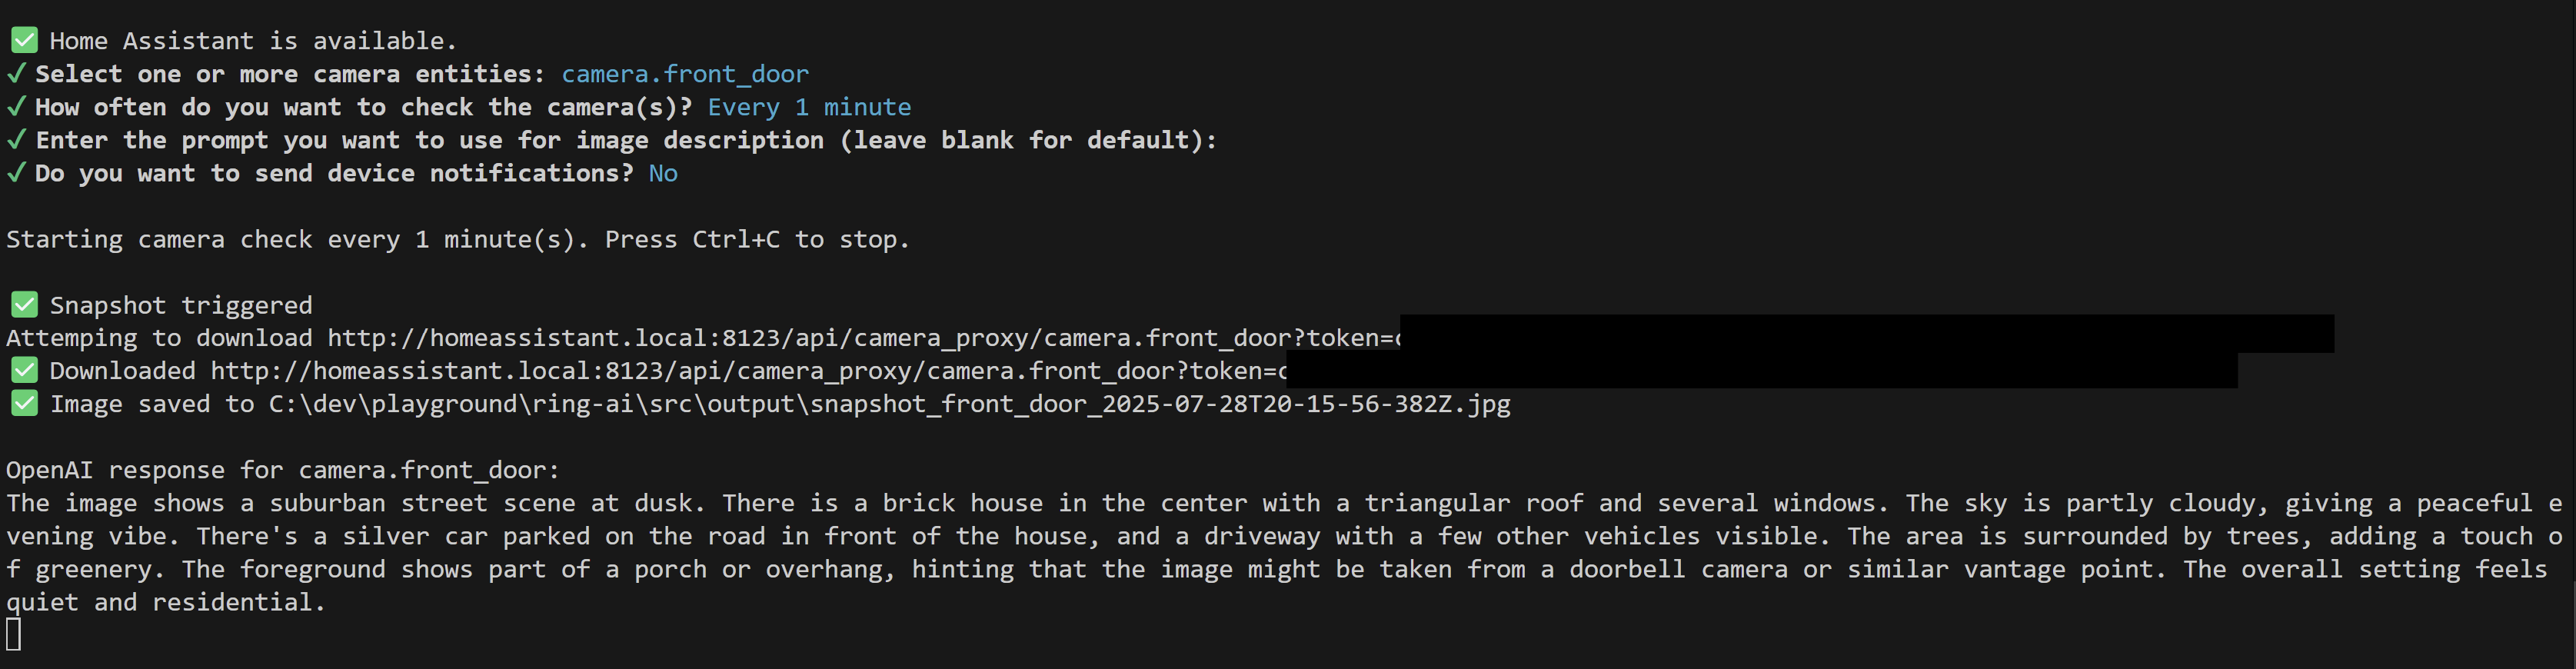 ✅ Home Assistant is available.
✓ Select one or more camera entities: camera.front_door
✓ How often do you want to check the camera(s)? Every 1 minute
✓ Enter the prompt you want to use for image description (leave blank for default):
✓ Do you want to send device notifications? No
Starting camera check every 1 minute(s). Press Ctrl+C to stop.
✅ Snapshot triggered
Attemping to download http://homeassistant.local:8123/api/camera_proxy/camera.front_door?token=c
✅ Downloaded http://homeassistant.local:8123/api/camera_proxy/camera.front_door?token=c
✅ Image saved to C:\dev\playground\ring-ai\src\output\snapshot_front_door_2025-07-28T20-15-56-382Z.jpg
OpenAI response for camera.front_door:
The image shows a suburban street scene at dusk. There is a brick house in the center with a triangular roof and several windows. The sky is partly cloudy, giving a peaceful e
vening vibe. There's a silver car parked on the road in front of the house, and a driveway with a few other vehicles visible. The area is surrounded by trees, adding a touch o
f greenery. The foreground shows part of a porch or overhang, hinting that the image might be taken from a doorbell camera or similar vantage point. The overall setting feels
quiet and residential.